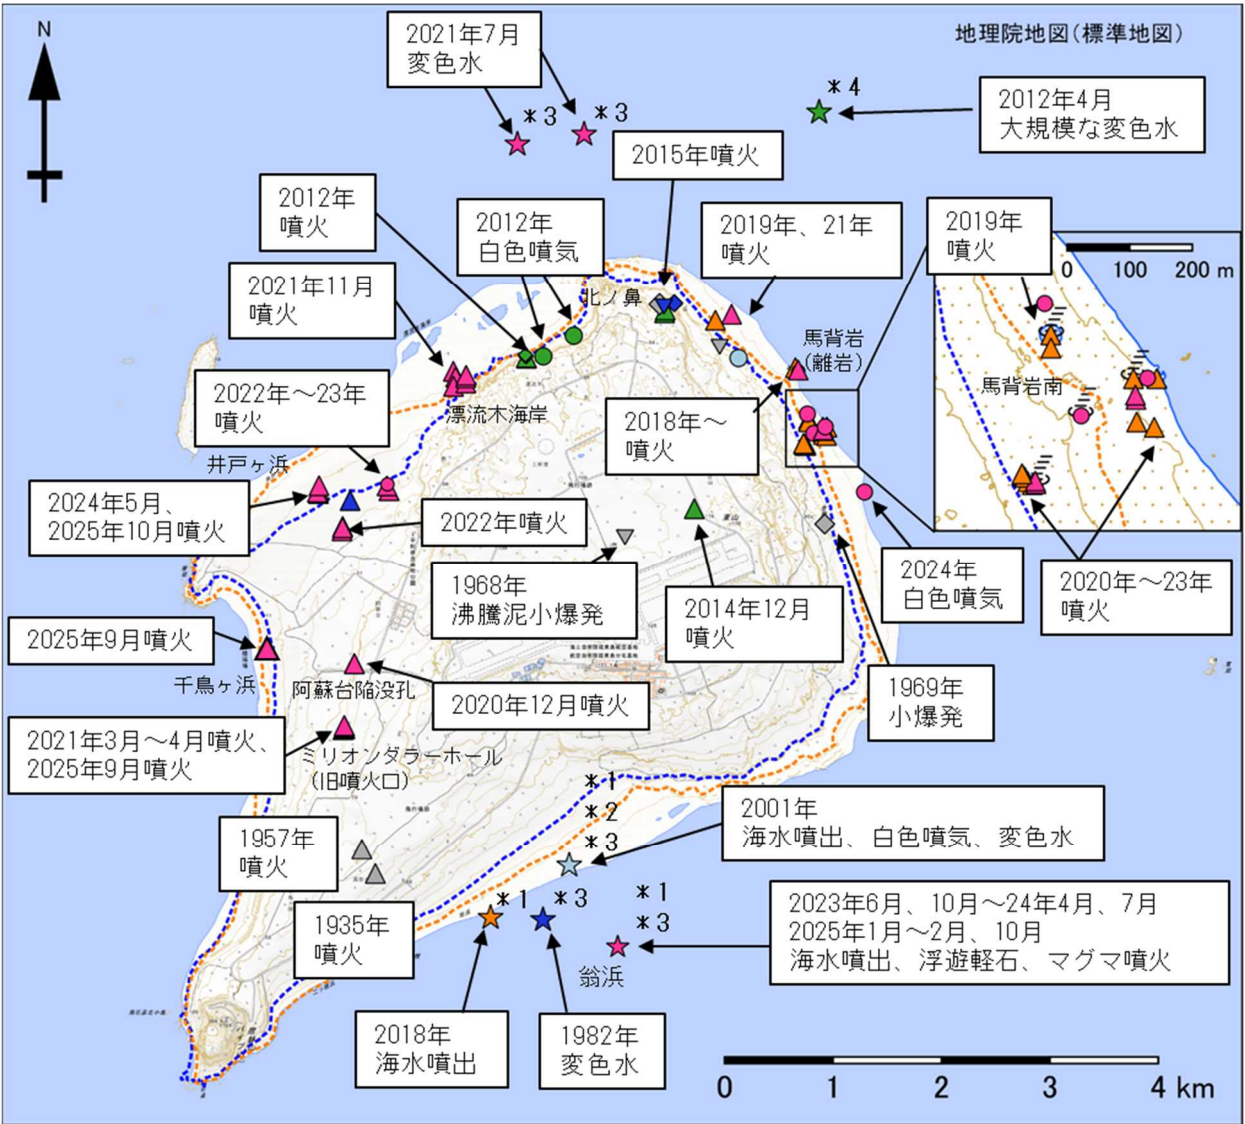 N
地理院地図(標準地図)
2021年7月
変色水
*3
*3
*4
2012年4月
大規模な変色水
2015年噴火
2012年
噴火
2012年
白色噴気
2019年、21年
噴火
2019年
噴火
0 100 200 m
2021年11月
噴火
北ノ鼻
馬背岩
(離岩)
馬背岩南
2022年～23年
噴火
漂流木海岸
2018年～
噴火
井戸ヶ浜
2024年5月、
2025年10月噴火
2022年噴火
1968年
沸騰泥小爆発
2014年12月
噴火
2024年
白色噴気
2020年～23年
噴火
2025年9月噴火
千鳥ヶ浜
阿蘇台陥没孔
2020年12月噴火
1969年
小爆発
2021年3月～4月噴火、
2025年9月噴火
ミリオンダラーホール
(旧噴火口)
*1
*2
*3
2001年
海水噴出、白色噴気、変色水
1957年
噴火
1935年
噴火
*1
*3
*1
*3
2023年6月、10月～24年4月、7月
2025年1月～2月、10月
海水噴出、浮遊軽石、マグマ噴火
翁浜
2018年
海水噴出
1982年
変色水
0 1 2 3 4 km